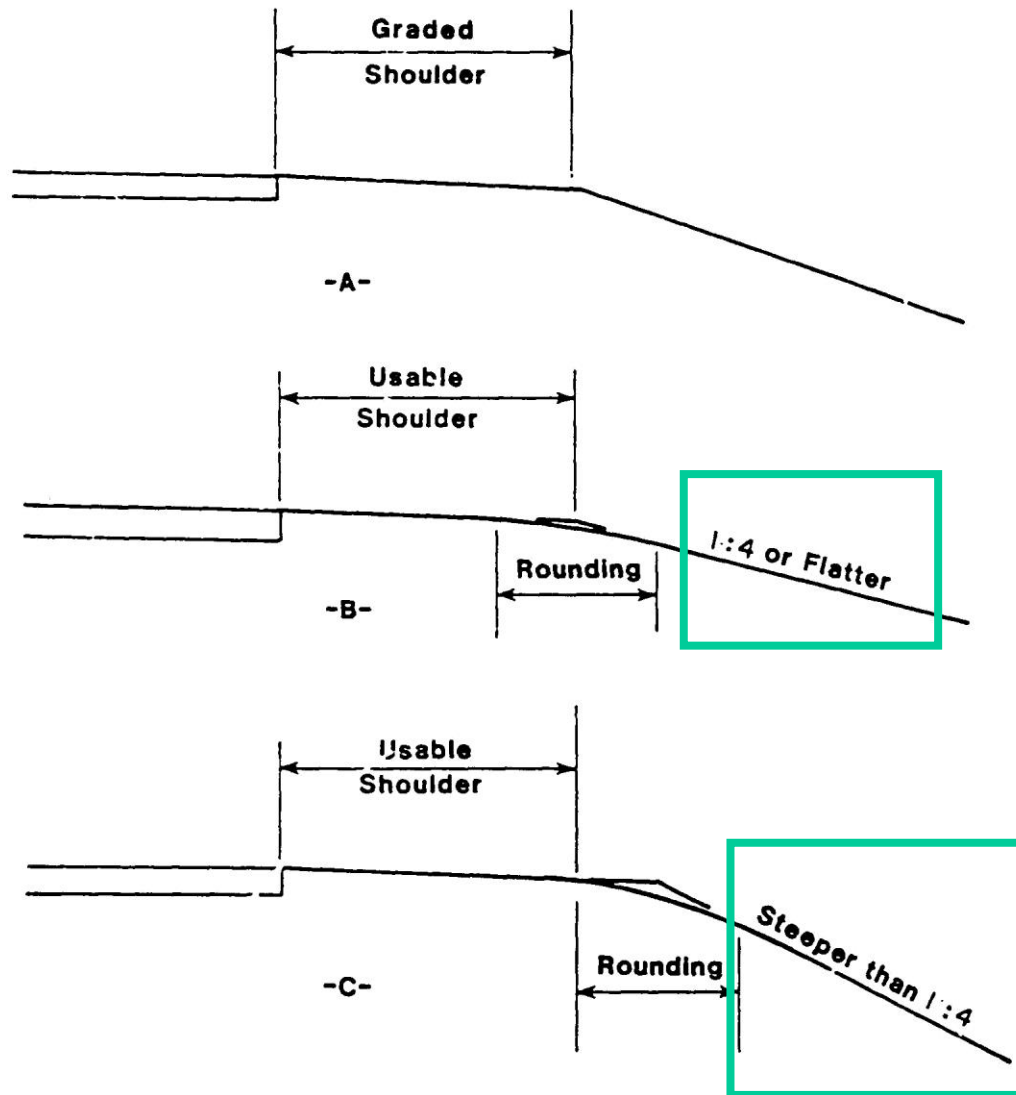 Graded
Shoulder
-A-
Usable
Shoulder
Rounding
1:4 or Flatter
-B-
Usable
Shoulder
Rounding
Steeper than 1:4
-C-